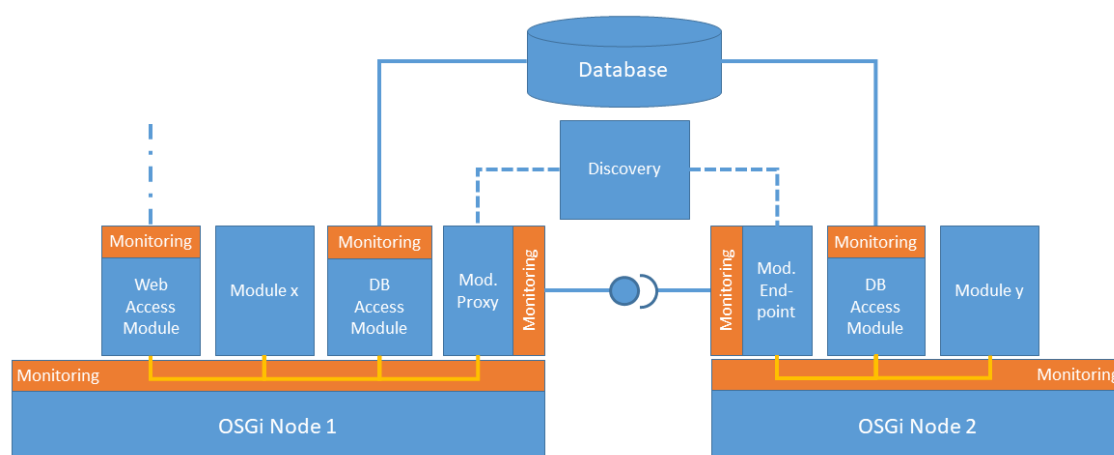 Database
Discovery
Monitoring
Web
Access
Module
Module x
Monitoring
DB
Access
Module
Mod.
Proxy
Monitoring
Monitoring
Mod.
End-
point
Monitoring
DB
Access
Module
Module y
Monitoring
OSGi Node 1
Monitoring
OSGi Node 2